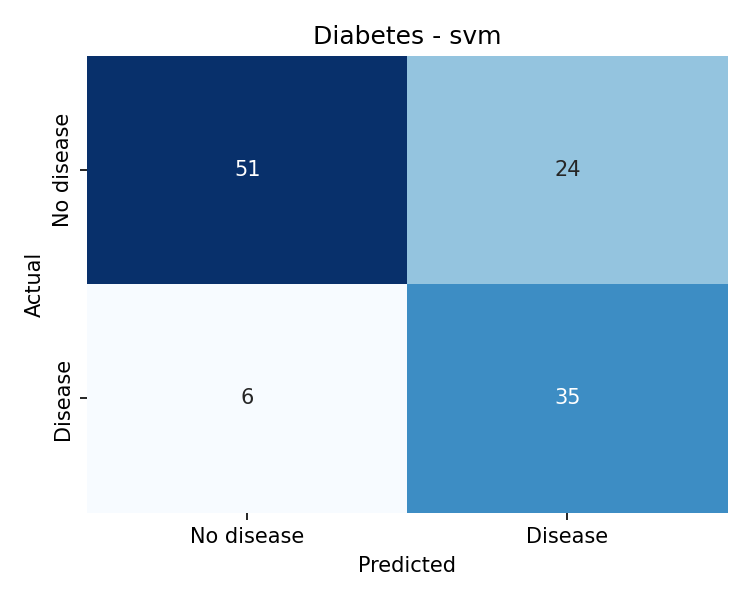 Diabetes - svm
No disease
51
24
Actual
Disease
6
35
No disease
Disease
Predicted